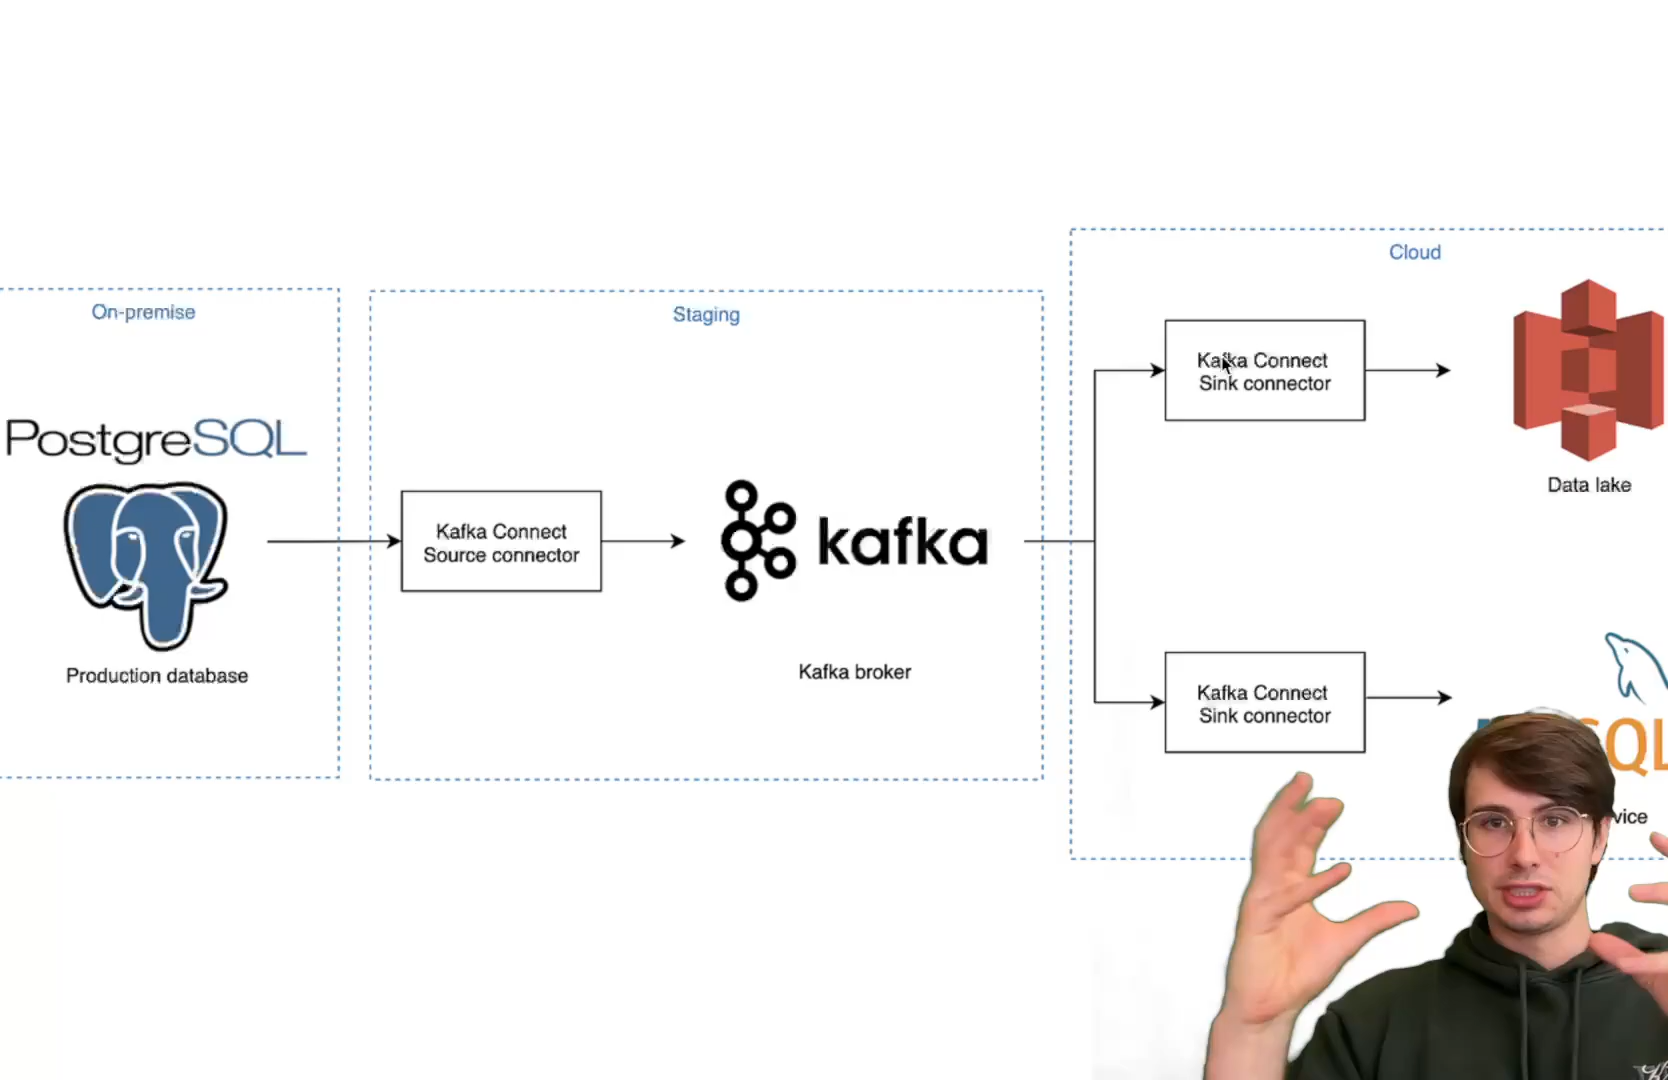 Cloud
On-premise
Staging
Kafka Connect
Sink connector
PostgreSQL
Data lake
Kafka Connect
Source connector
kafka
Production database
Kafka broker
Kafka Connect
Sink connector